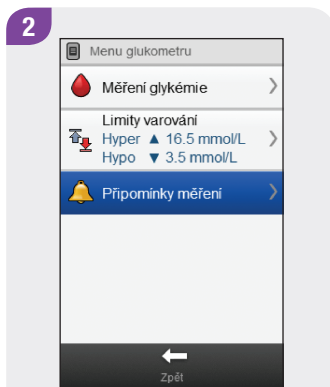 2
Menu glukometru
Měření glykémie
Limity varování
Hyper ▲ 16.5 mmol/L
Hypo ▼ 3.5 mmol/L
Připomínky měření
Zpět